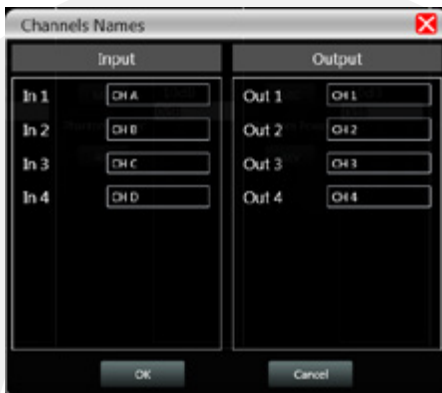 Channels Names
Input
In 1 CH A
In 2 CH B
In 3 CH C
In 4 CH D
Output
Out 1 CH 1
Out 2 CH 2
Out 3 CH 3
Out 4 CH 4
OK
Cancel